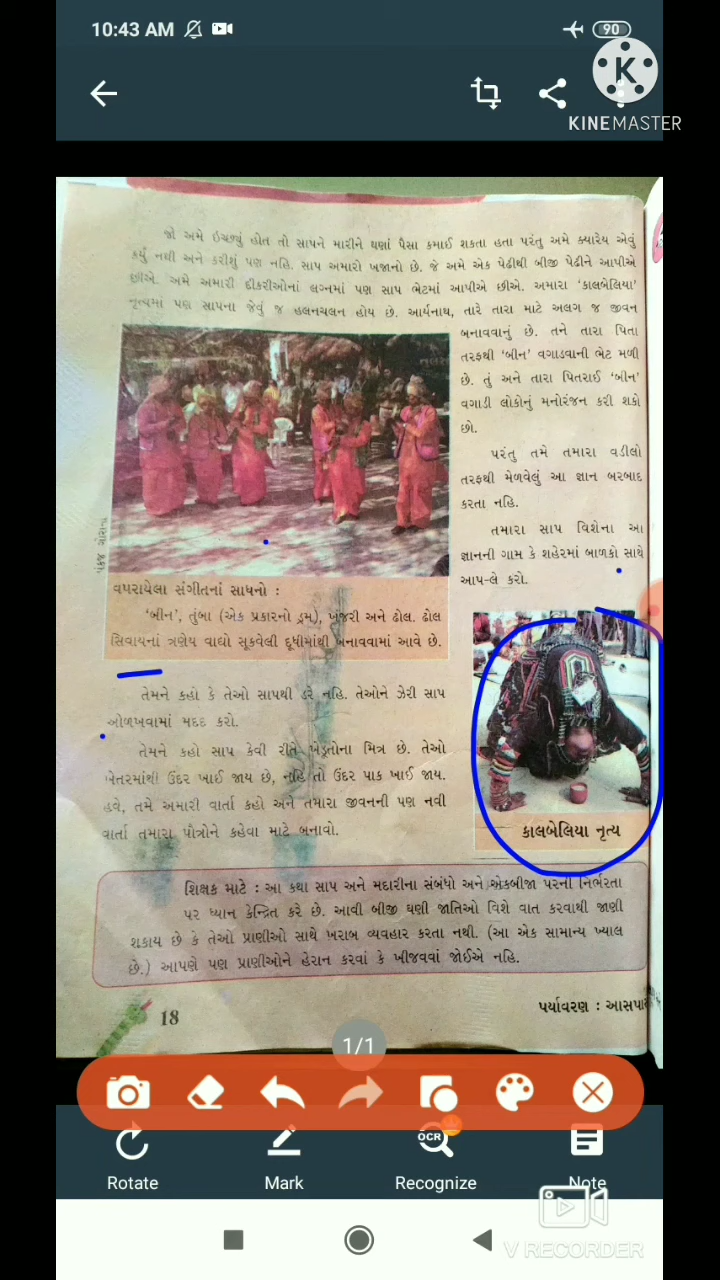 10:43 AM
90
K
KINEMASTER
જો અમે ઇચ્છ્યું હોત તો સાપને મારીને ઘણાં પૈસા કમાઈ શકતા હતા પરંતુ અમે ક્યારેય એવું
કર્યું નથી અને કરીશું પણ નહિ. સાપ અમારો ખજાનો છે. જે અમે એક પેઢીથી બીજી પેઢીને આપીએ
છીએ. અમે અમારી દીકરીઓનાં લગ્નમાં પણ સાપ ભેટમાં આપીએ છીએ. અમારા ‘કાલબેલિયા’
નૃત્યમાં પણ સાપના જેવું જ હલનચલન હોય છે. આર્યનાથ, તારે તારા માટે અલગ જ જીવન
બનાવવાનું છે. તને તારા પિતા
તરફથી ‘બીન’ વગાડવાની ભેટ મળી
છે. તું અને તારા પિતરાઈ ‘બીન’
વગાડી લોકોનું મનોરંજન કરી શકો
છો.
પરંતુ તમે તમારા વડીલો
તરફથી મેળવેલું આ જ્ઞાન બરબાદ
કરતા નહિ.
તમારા સાપ વિશેના આ
જ્ઞાનની ગામ કે શહેરમાં બાળકો સાથે
આપ-લે કરો.
વપરાયેલા સંગીતનાં સાધનો :
‘બીન’, તુંબા (એક પ્રકારનો ડ્રમ), ખંજરી અને ઢોલ. ઢોલ
સિવાયનાં ત્રણેય વાદ્યો સૂકવેલી દૂધીમાંથી બનાવવામાં આવે છે.
તેમને કહો કે તેઓ સાપથી ડરે નહિ. તેઓને ઝેરી સાપ
ઓળખવામાં મદદ કરો.
તેમને કહો સાપ કેવી રીતે ખેડૂતોના મિત્ર છે. તેઓ
ખેતરમાંથી ઉંદર ખાઈ જાય છે, નહિ તો ઉંદર પાક ખાઈ જાય.
હવે, તમે અમારી વાર્તા કહો અને તમારા જીવનની પણ નવી
વાર્તા તમારા પૌત્રોને કહેવા માટે બનાવો.
કાલબેલિયા નૃત્ય
શિક્ષક માટે : આ કથા સાપ અને મદારીના સંબંધો અને એકબીજા પરની નિર્ભરતા
પર ધ્યાન કેન્દ્રિત કરે છે. આવી બીજી ઘણી જાતિઓ વિશે વાત કરવાથી જાણી
શકાય છે કે તેઓ પ્રાણીઓ સાથે ખરાબ વ્યવહાર કરતા નથી. (આ એક સામાન્ય ખ્યાલ
છે.) આપણે પણ પ્રાણીઓને હેરાન કરવાં કે ખીજવવાં જોઈએ નહિ.
18
પર્યાવરણ :
1/1
OCR
Rotate
Mark
Recognize
Note
V RECORDER